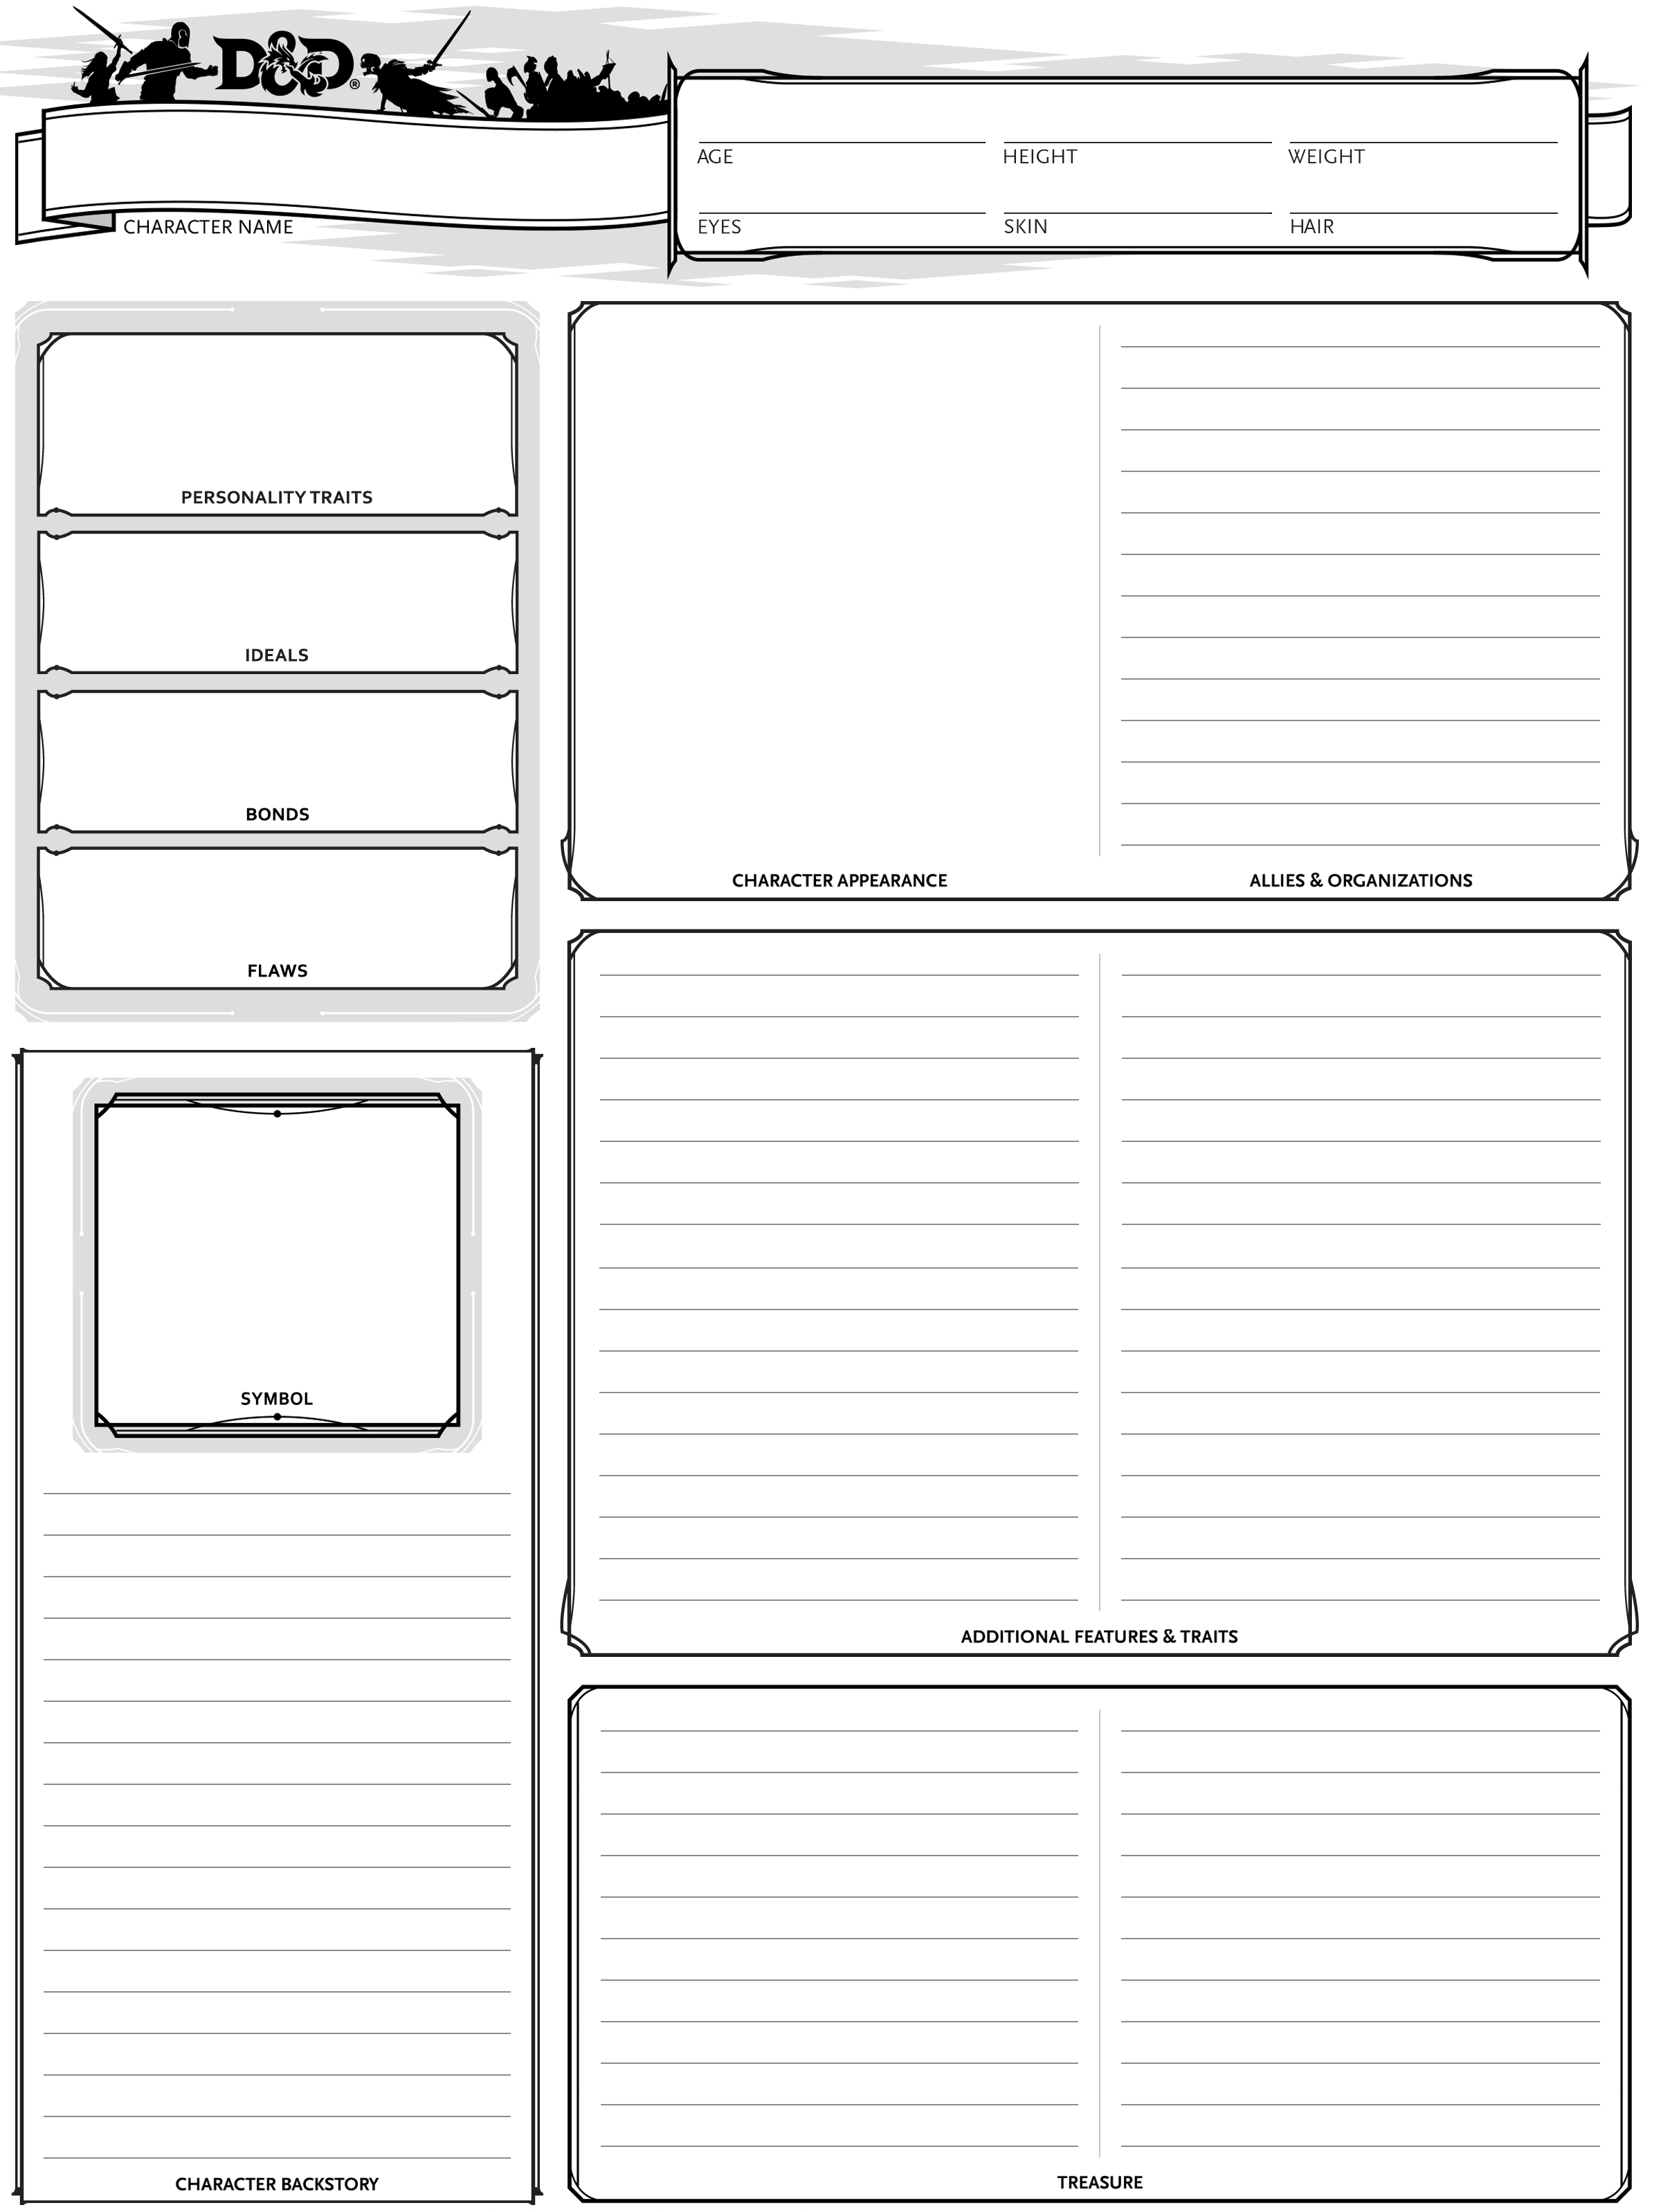 D&D®
AGE HEIGHT WEIGHT
CHARACTER NAME
EYES SKIN HAIR
PERSONALITY TRAITS
IDEALS
BONDS
FLAWS
CHARACTER APPEARANCE
ALLIES & ORGANIZATIONS
SYMBOL
ADDITIONAL FEATURES & TRAITS
CHARACTER BACKSTORY
TREASURE